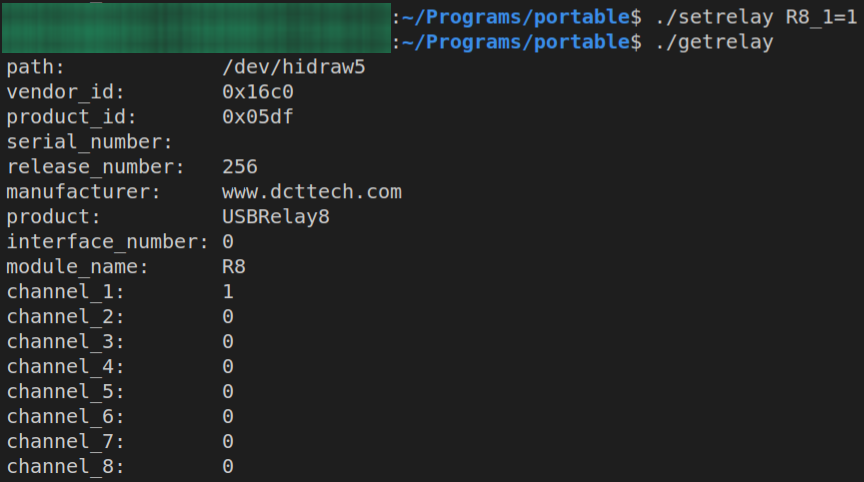 :~/Programs/portable$ ./setrelay R8_1=1
:~/Programs/portable$ ./getrelay
path: /dev/hidraw5
vendor_id: 0x16c0
product_id: 0x05df
serial_number:
release_number: 256
manufacturer: www.dcttech.com
product: USBRelay8
interface_number: 0
module_name: R8
channel_1: 1
channel_2: 0
channel_3: 0
channel_4: 0
channel_5: 0
channel_6: 0
channel_7: 0
channel_8: 0